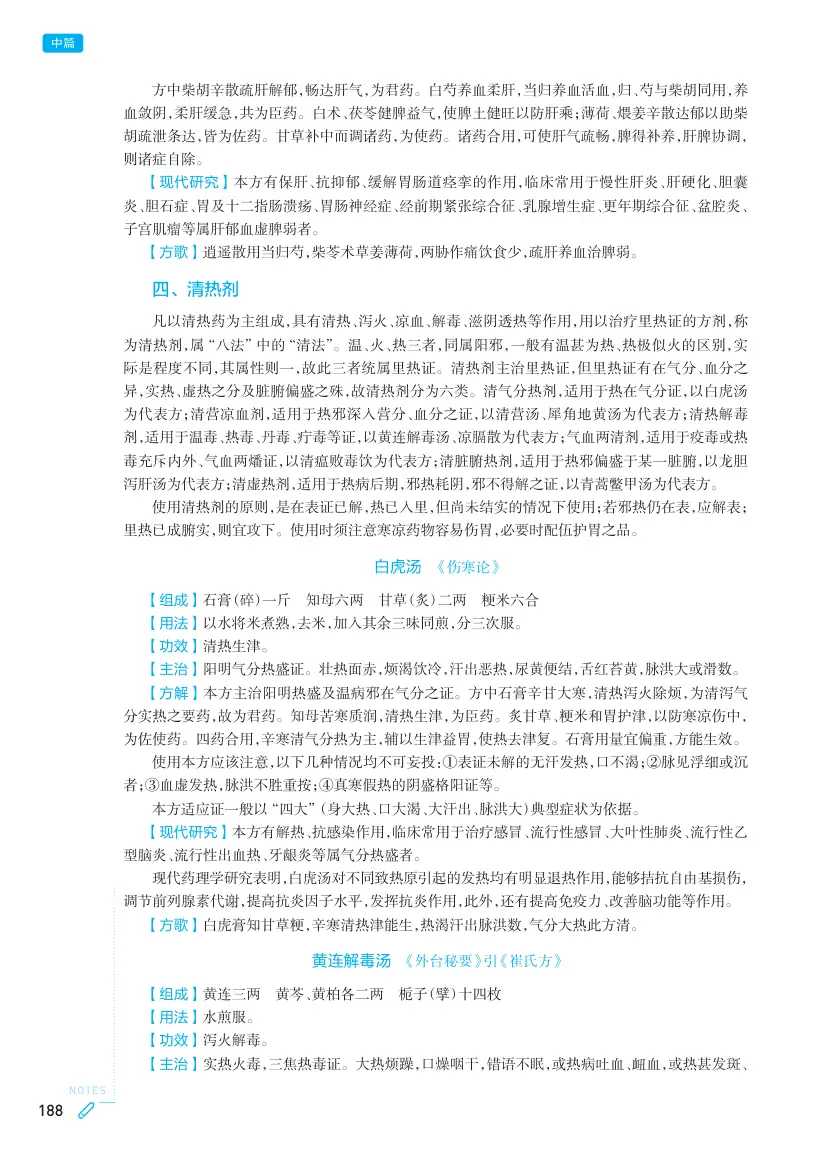 中篇
方中柴胡辛散疏肝解郁,畅达肝气,为君药。白芍养血柔肝,当归养血活血,归、芍与柴胡同用,养
血敛阴,柔肝缓急,共为臣药。白术、茯苓健脾益气,使脾土健旺以防肝乘;薄荷、煨姜辛散达郁以助柴
胡疏泄条达,皆为佐药。甘草补中而调诸药,为使药。诸药合用,可使肝气疏畅,脾得补养,肝脾协调,
则诸症自除。
【现代研究】本方有保肝、抗抑郁、缓解胃肠道痉挛的作用,临床常用于慢性肝炎、肝硬化、胆囊
炎、胆石症、胃及十二指肠溃疡、胃肠神经症、经前期紧张综合征、乳腺增生症、更年期综合征、盆腔炎、
子宫肌瘤等属肝郁血虚脾弱者。
【方歌】逍遥散用当归芍,柴苓术草姜薄荷,两胁作痛饮食少,疏肝养血治脾弱。
四、清热剂
凡以清热药为主组成,具有清热、泻火、凉血、解毒、滋阴透热等作用,用以治疗里热证的方剂,称
为清热剂,属“八法”中的“清法”。温、火、热三者,同属阳邪,一般有温甚为热、热极似火的区别,实
际是程度不同,其属性则一,故此三者统属里热证。清热剂主治里热证,但里热证有在气分、血分之
异,实热、虚热之分及脏腑偏盛之殊,故清热剂分为六类。清气分热剂,适用于热在气分证,以白虎汤
为代表方;清营凉血剂,适用于热邪深入营分、血分之证,以清营汤、犀角地黄汤为代表方;清热解毒
剂,适用于温毒、热毒、丹毒、疔毒等证,以黄连解毒汤、凉膈散为代表方;气血两清剂,适用于疫毒或热
毒充斥内外、气血两燔证,以清瘟败毒饮为代表方;清脏腑热剂,适用于热邪偏盛于某一脏腑,以龙胆
泻肝汤为代表方;清虚热剂,适用于热病后期,邪热耗阴,邪不得解之证,以青蒿鳖甲汤为代表方。
使用清热剂的原则,是在表证已解,热已入里,但尚未结实的情况下使用;若邪热仍在表,应解表;
里热已成腑实,则宜攻下。使用时须注意寒凉药物容易伤胃,必要时配伍护胃之品。
白虎汤 《伤寒论》
【组成】石膏(碎)一斤 知母六两 甘草(炙)二两 粳米六合
【用法】以水将米煮熟,去米,加入其余三味同煎,分三次服。
【功效】清热生津。
【主治】阳明气分热盛证。壮热面赤,烦渴饮冷,汗出恶热,尿黄便结,舌红苔黄,脉洪大或滑数。
【方解】本方主治阳明热盛及温病邪在气分之证。方中石膏辛甘大寒,清热泻火除烦,为清泻气
分实热之要药,故为君药。知母苦寒质润,清热生津,为臣药。炙甘草、粳米和胃护津,以防寒凉伤中,
为佐使药。四药合用,辛寒清气分热为主,辅以生津益胃,使热去津复。石膏用量宜偏重,方能生效。
使用本方应该注意,以下几种情况均不可妄投:①表证未解的无汗发热,口不渴;②脉见浮细或沉
者;③血虚发热,脉洪不胜重按;④真寒假热的阴盛格阳证等。
本方适应证一般以“四大”(身大热、口大渴、大汗出、脉洪大)典型症状为依据。
【现代研究】本方有解热、抗感染作用,临床常用于治疗感冒、流行性感冒、大叶性肺炎、流行性乙
型脑炎、流行性出血热、牙龈炎等属气分热盛者。
现代药理学研究表明,白虎汤对不同致热原引起的发热均有明显退热作用,能够拮抗自由基损伤,
调节前列腺素代谢,提高抗炎因子水平,发挥抗炎作用,此外,还有提高免疫力、改善脑功能等作用。
【方歌】白虎膏知甘草粳,辛寒清热津能生,热渴汗出脉洪数,气分大热此方清。
黄连解毒汤 《外台秘要》引《崔氏方》
【组成】黄连三两 黄芩、黄柏各二两 栀子(擘)十四枚
【用法】水煎服。
【功效】泻火解毒。
【主治】实热火毒,三焦热毒证。大热烦躁,口燥咽干,错语不眠,或热病吐血、衄血,或热甚发斑、
NOTES
188